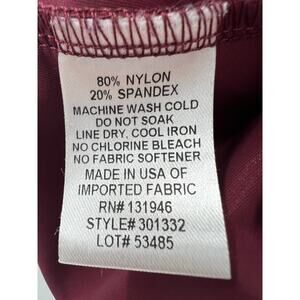 80% NYLON
20% SPANDEX
MACHINE WASH COLD
DO NOT SOAK
LINE DRY, COOL IRON
NO CHLORINE BLEACH
NO FABRIC SOFTENER
MADE IN USA OF
IMPORTED FABRIC
RN# 131946
STYLE# 301332
LOT# 53485